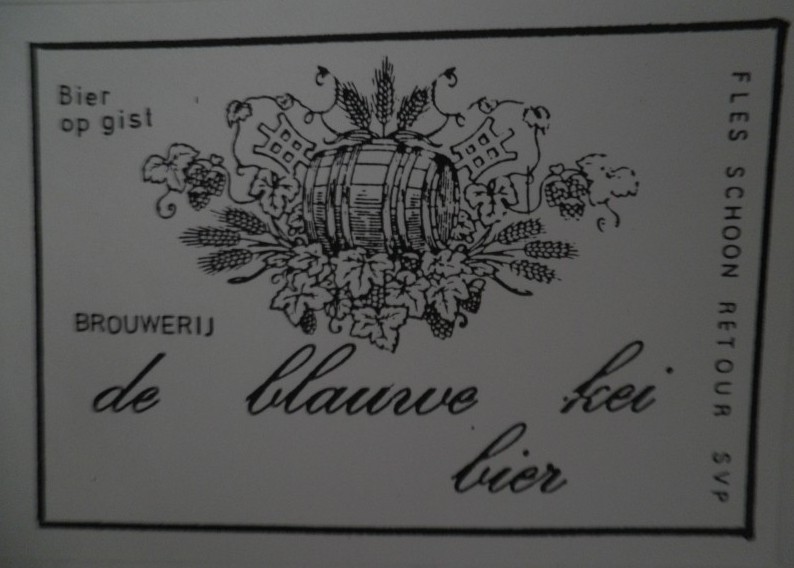 Bier
op gist
BROUWERIJ
de blauwe kei
bier
FLES SCHOON RETOUR SVP